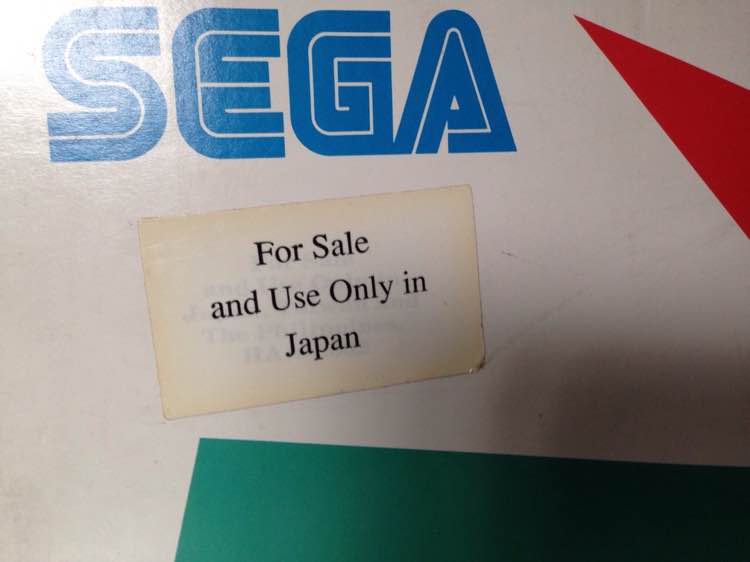 SEGA
For Sale
and Use Only in
Japan